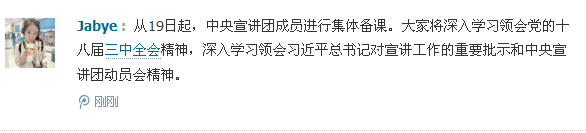 Jabye：从19日起，中央宣讲团成员进行集体备课。大家将深入学习领会党的十
八届三中全会精神，深入学习领会习近平总书记对宣讲工作的重要批示和中央宣
讲团动员会精神。
刚刚